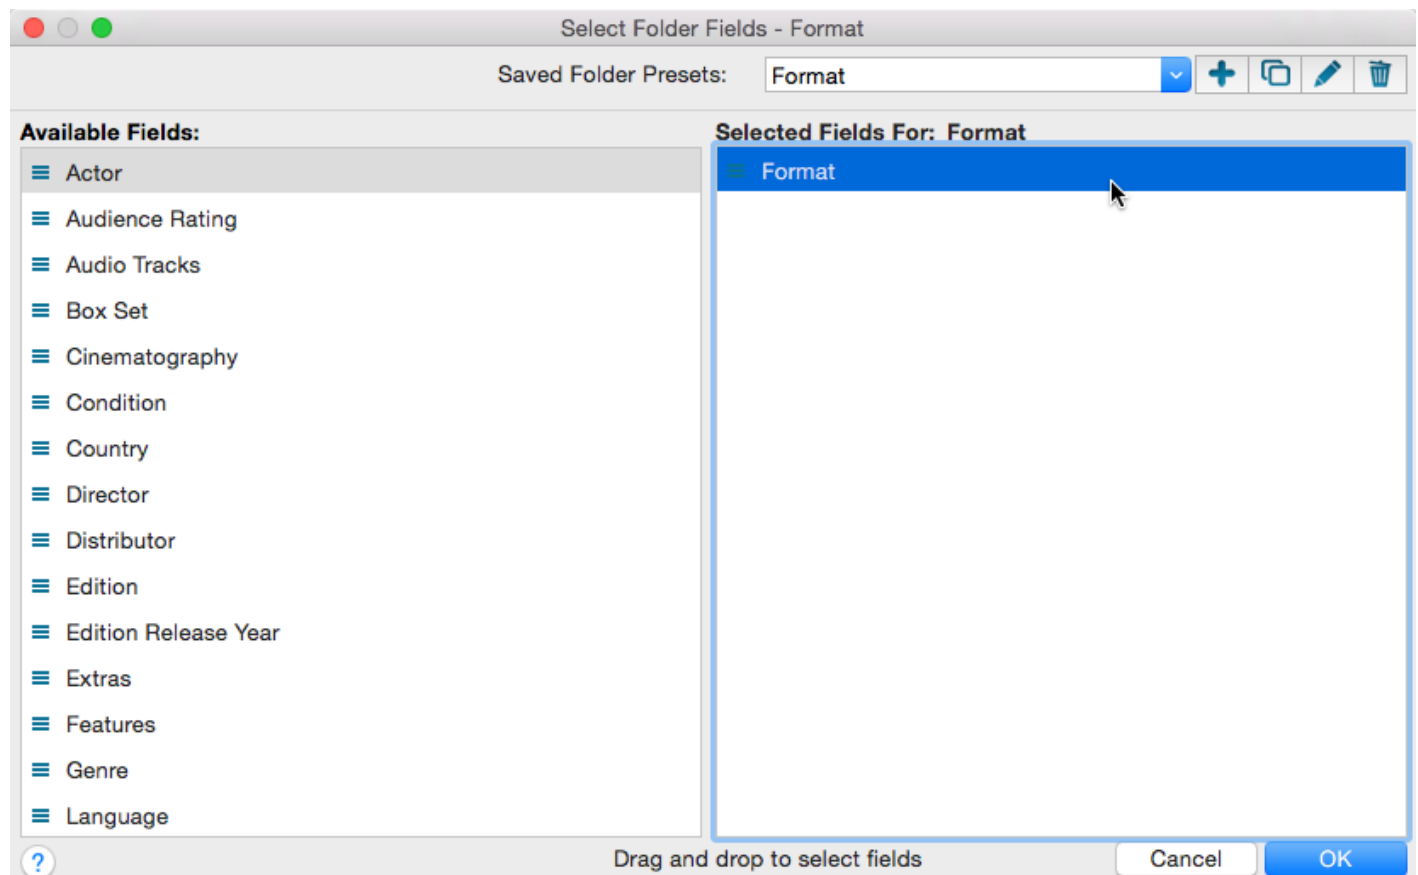 Select Folder Fields - Format
Saved Folder Presets: Format
Available Fields:
Actor
Audience Rating
Audio Tracks
Box Set
Cinematography
Condition
Country
Director
Distributor
Edition
Edition Release Year
Extras
Features
Genre
Language
Selected Fields For: Format
Format
? Drag and drop to select fields Cancel OK